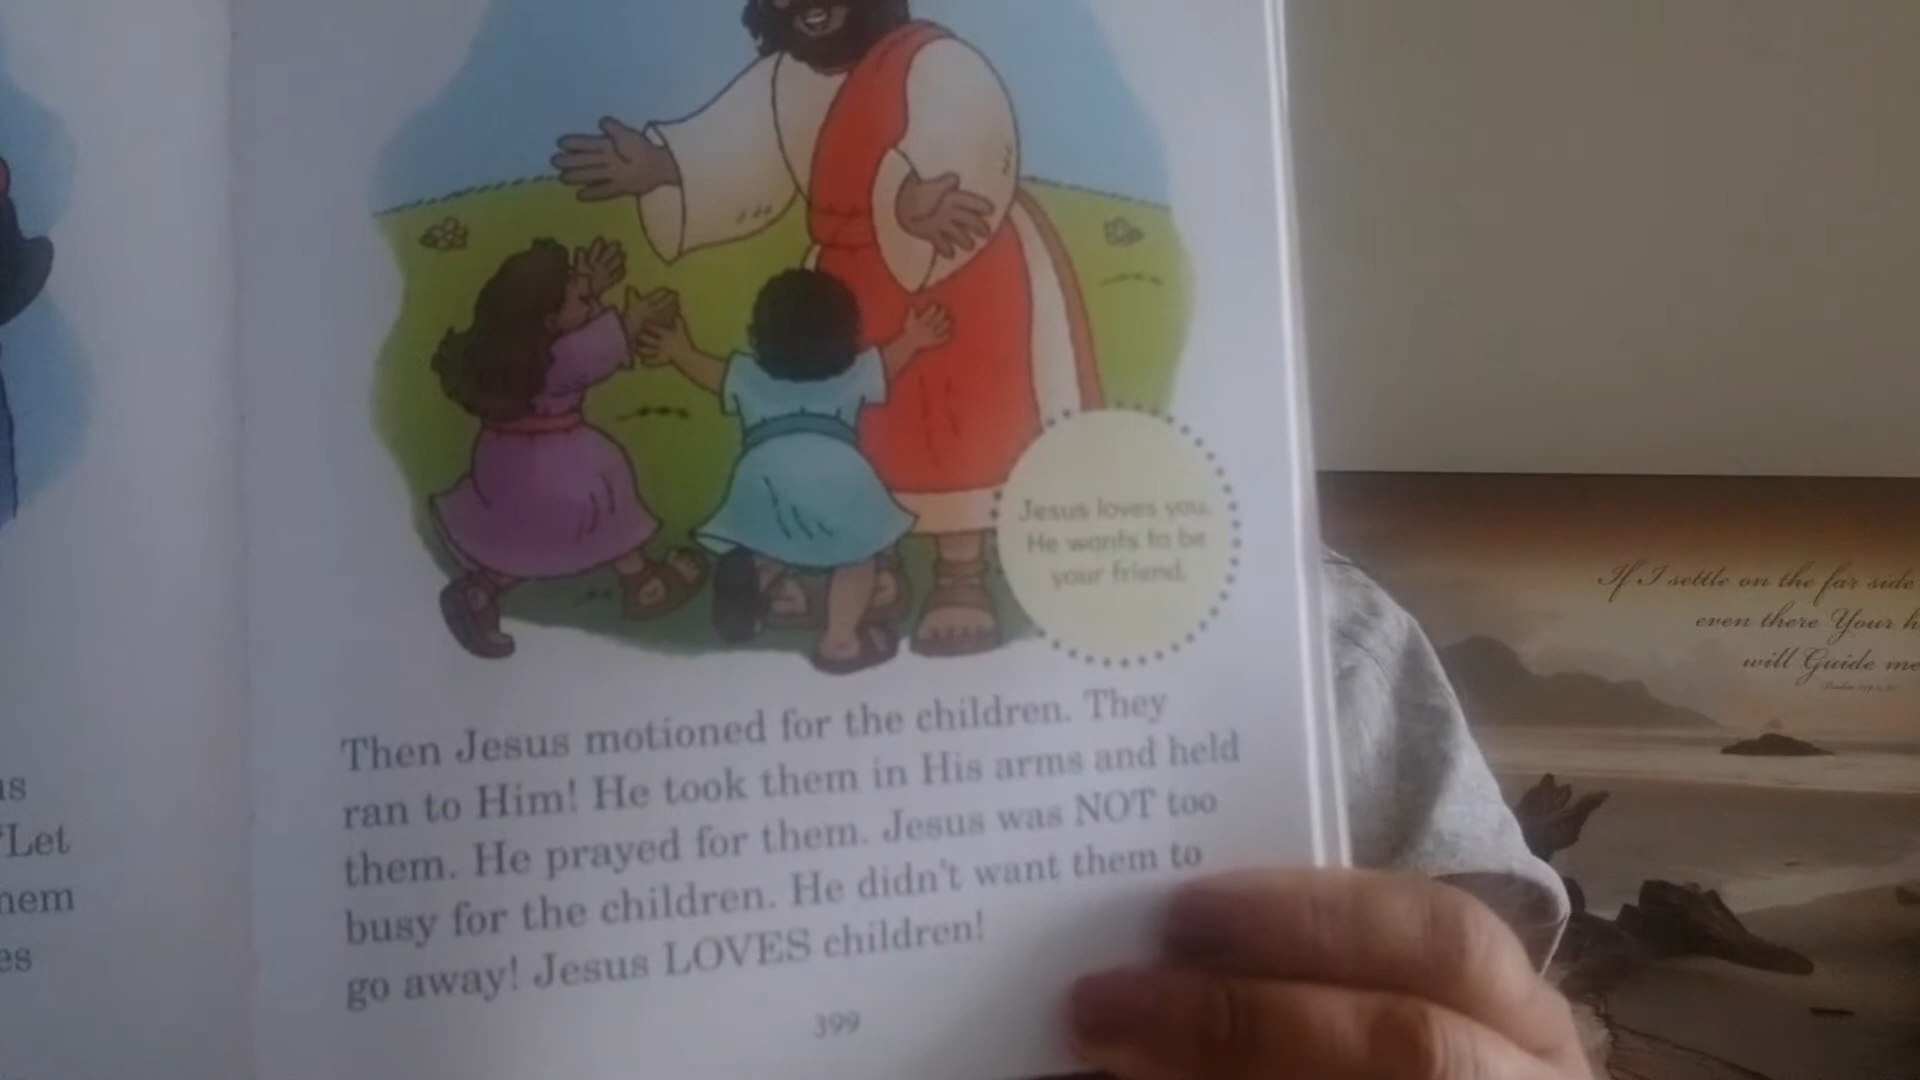 Jesus loves you.
He wants to be
your friend.
Then Jesus motioned for the children. They
ran to Him! He took them in His arms and held
them. He prayed for them. Jesus was NOT too
busy for the children. He didn't want them to
go away! Jesus LOVES children!
399
"Let
If I settle on the far side
even there Your
will Guide me